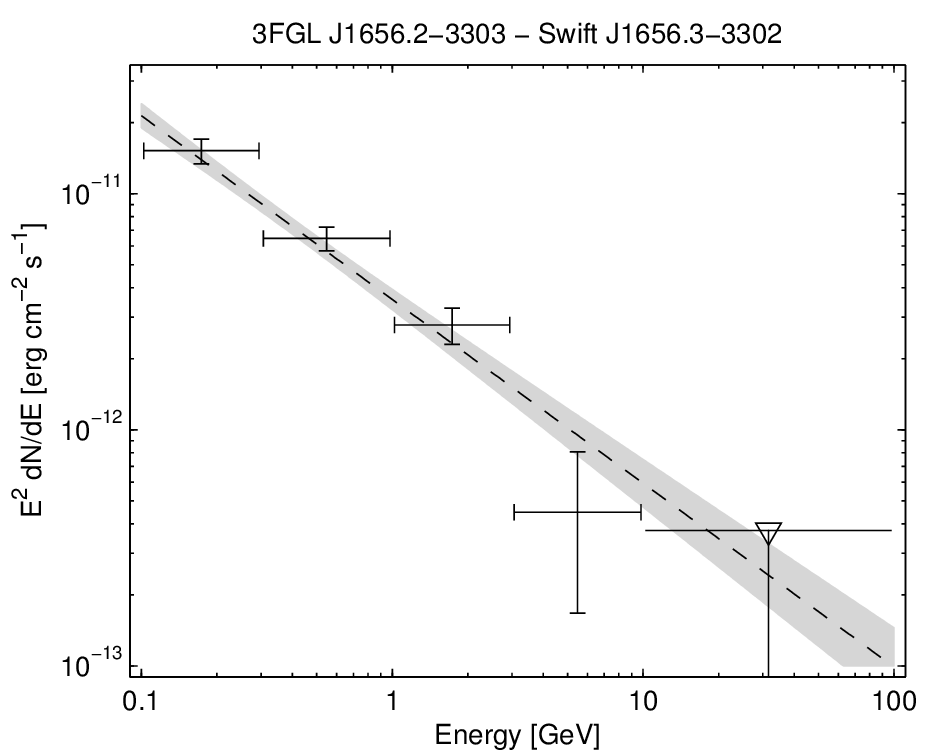 3FGL J1656.2−3303 − Swift J1656.3−3302
10⁻¹¹
10⁻¹²
10⁻¹³
E² dN/dE [erg cm⁻² s⁻¹]
0.1 1 10 100
Energy [GeV]